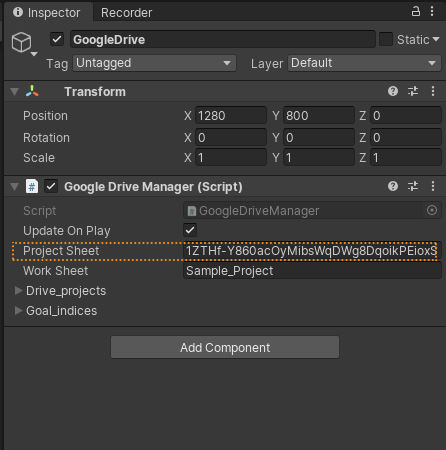 Inspector Recorder
GoogleDrive Static
Tag Untagged Layer Default
Transform
Position X 1280 Y 800 Z 0
Rotation X 0 Y 0 Z 0
Scale X 1 Y 1 Z 1
# Google Drive Manager (Script)
Script GoogleDriveManager
Update On Play
Project Sheet 1ZTHf-Y860acOyMibsWqDWg8DqoikPEioxS
Work Sheet Sample_Project
Drive_projects
Goal_indices
Add Component